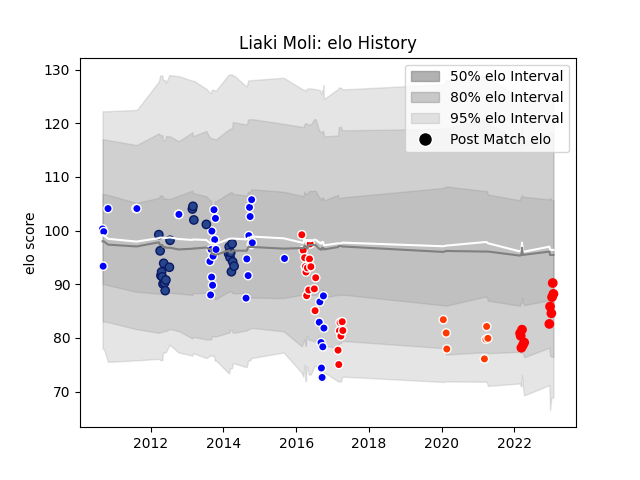 Liaki Moli: elo History
50% elo Interval
80% elo Interval
95% elo Interval
Post Match elo
elo score
130
120
110
100
90
80
70
2012
2014
2016
2018
2020
2022